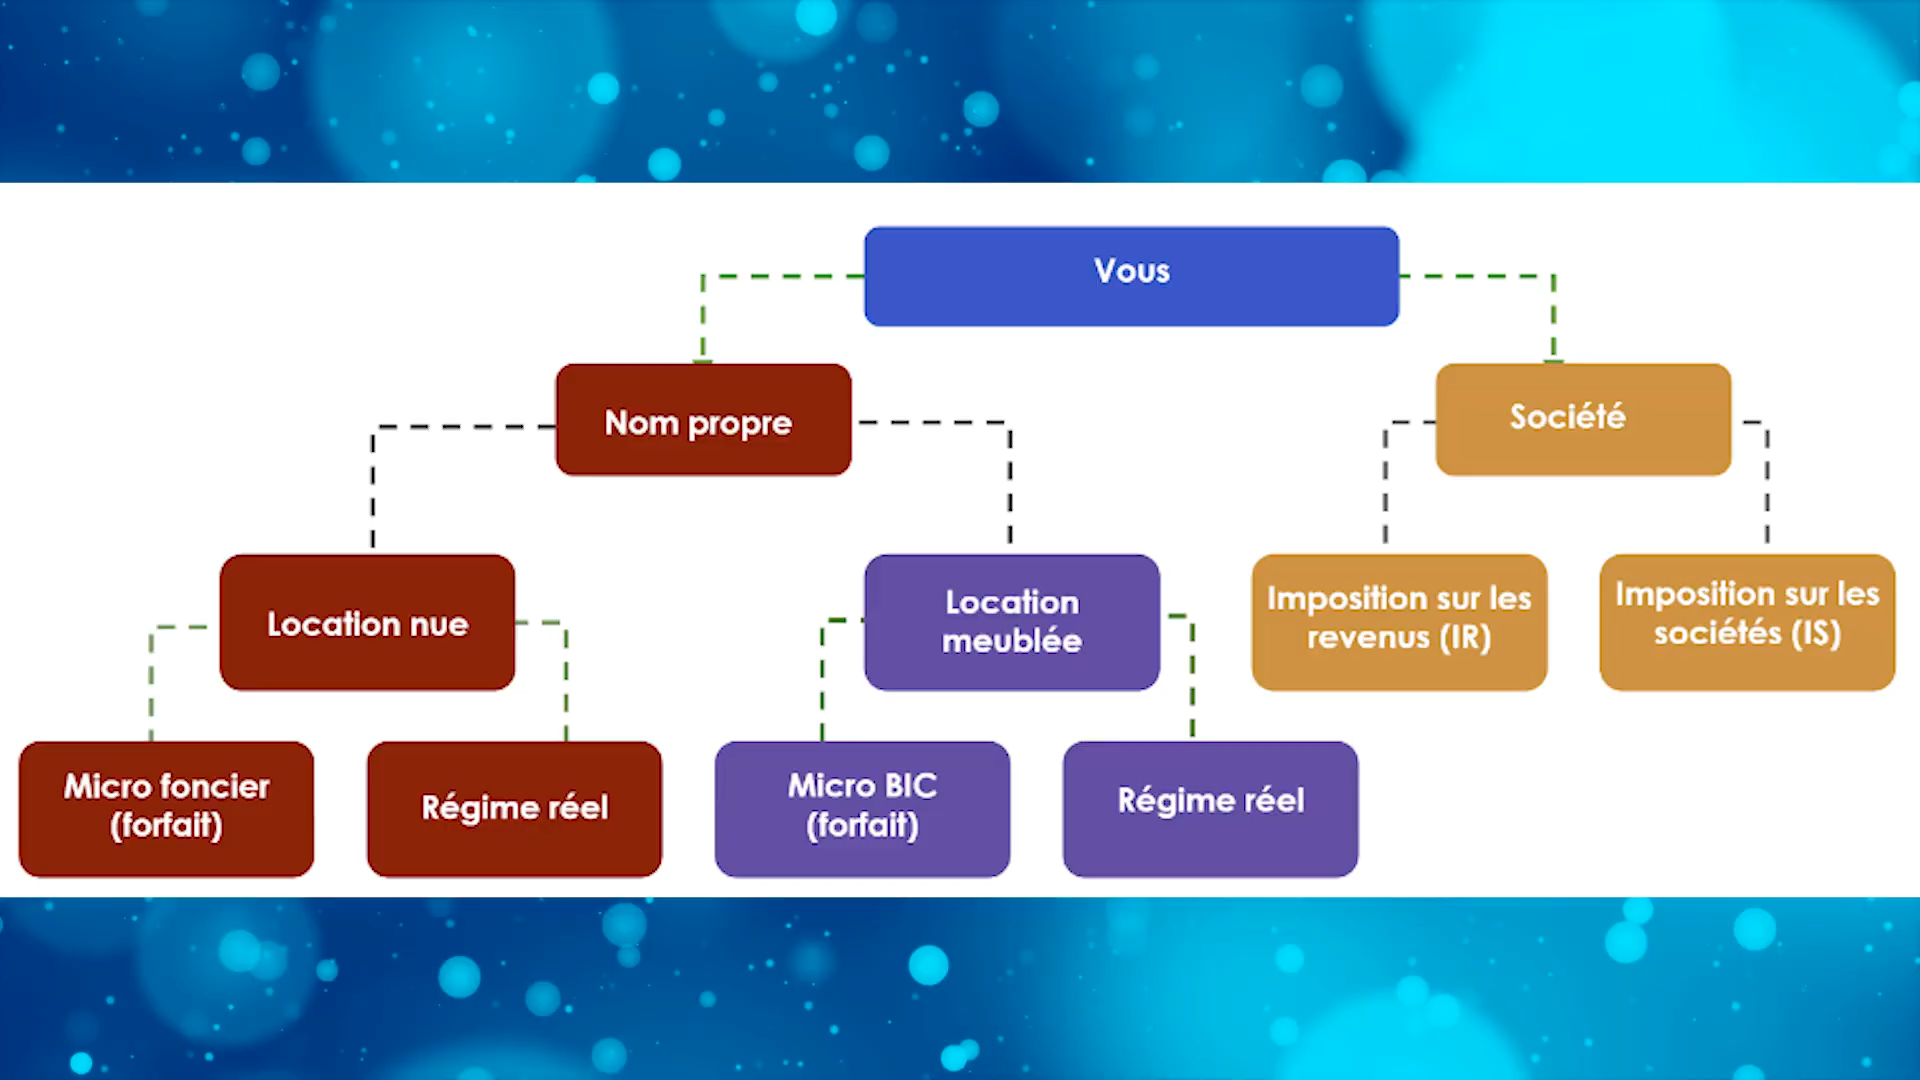 Vous
Nom propre
Société
Location nue
Location
meublée
Imposition sur les
revenus (IR)
Imposition sur les
sociétés (IS)
Micro foncier
(forfait)
Régime réel
Micro BIC
(forfait)
Régime réel